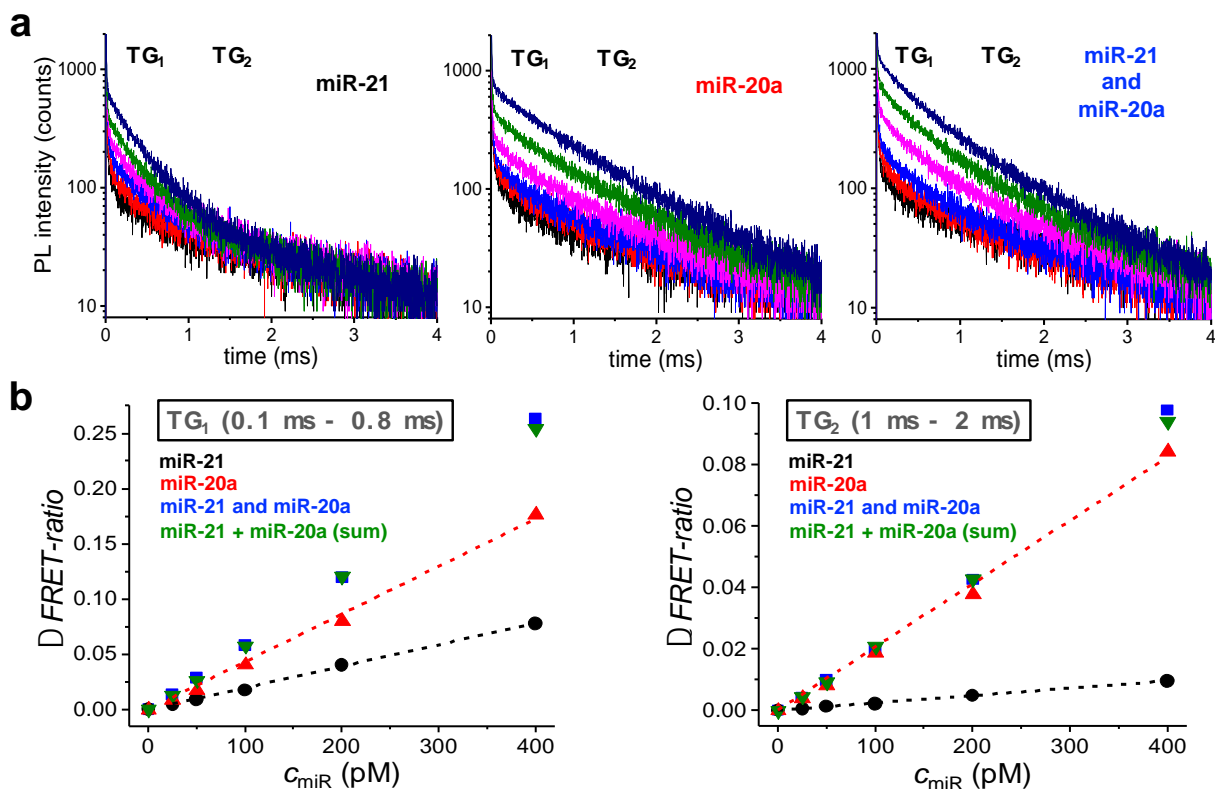 a
PL intensity (counts)
1000
100
10
TG₁ TG₂
miR-21
0 1 2 3 4
time (ms)
1000
100
10
TG₁ TG₂
miR-20a
0 1 2 3 4
time (ms)
1000
100
10
TG₁ TG₂
miR-21
and
miR-20a
0 1 2 3 4
time (ms)
b
D FRET-ratio
0.25
0.20
0.15
0.10
0.05
0.00
TG₁ (0.1 ms - 0.8 ms)
miR-21
miR-20a
miR-21 and miR-20a
miR-21 + miR-20a (sum)
0 100 200 300 400
cmiR (pM)
D FRET-ratio
0.10
0.08
0.06
0.04
0.02
0.00
TG₂ (1 ms - 2 ms)
miR-21
miR-20a
miR-21 and miR-20a
miR-21 + miR-20a (sum)
0 100 200 300 400
cmiR (pM)